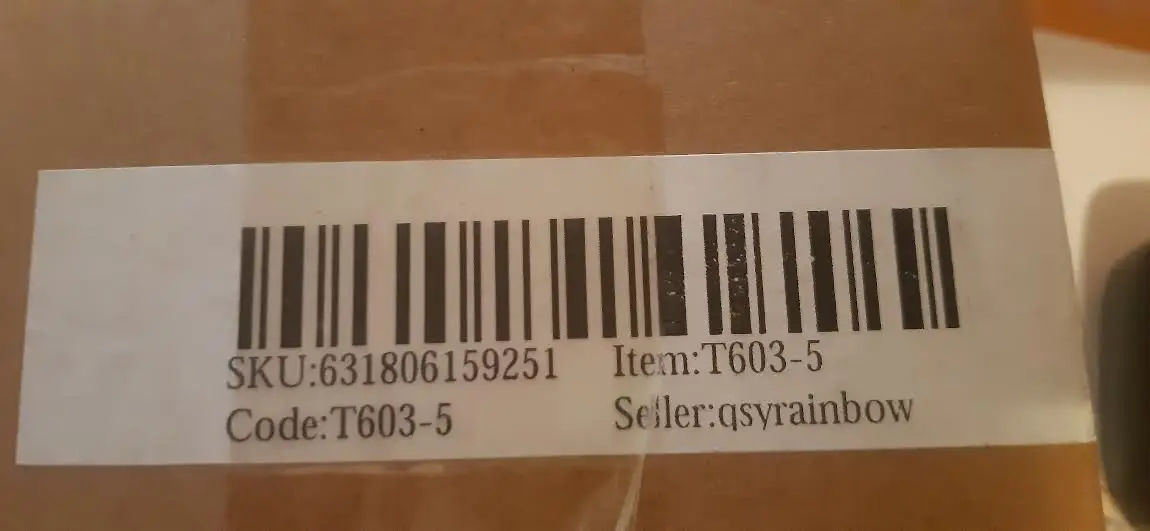 SKU:631806159251 Item:T603-5
Code:T603-5 Seller:qsyrainbow